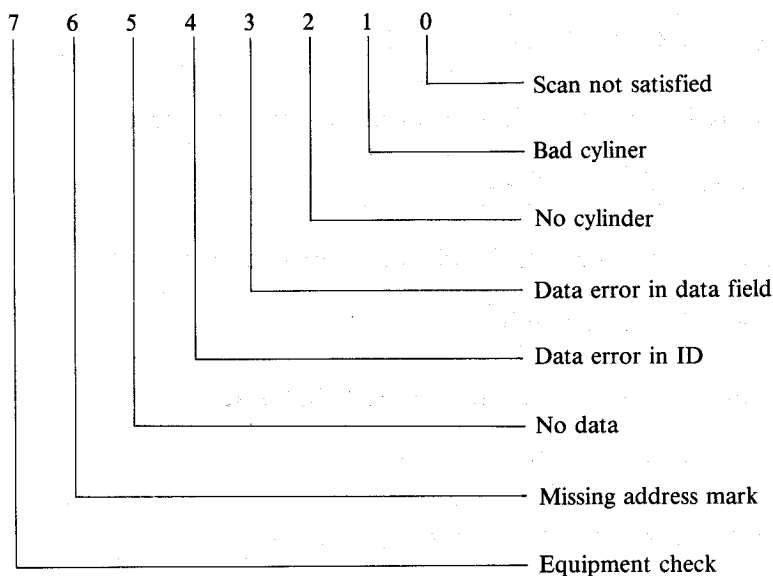 7 6 5 4 3 2 1 0
Scan not satisfied
Bad cyliner
No cylinder
Data error in data field
Data error in ID
No data
Missing address mark
Equipment check